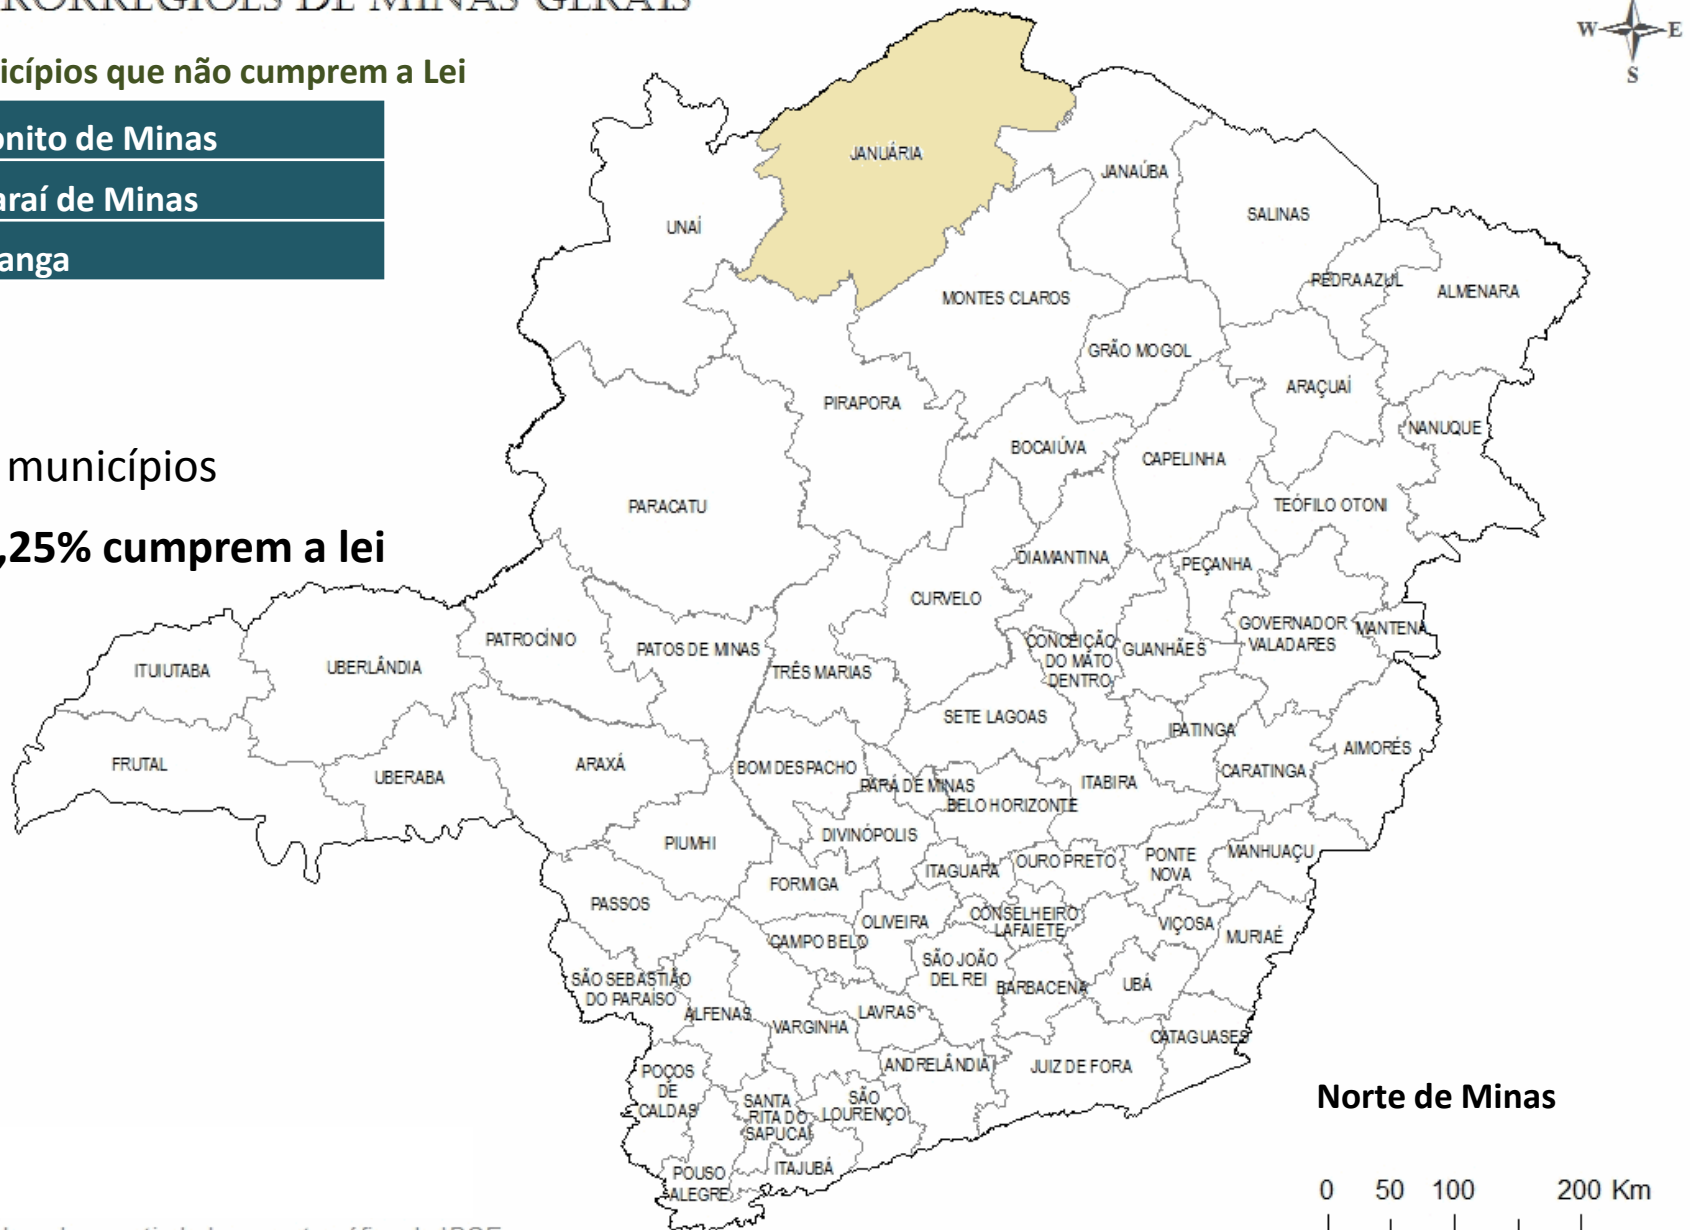 RORREGIÕES DE MINAS GERAIS
icípios que não cumprem a Lei
onito de Minas
araí de Minas
anga
municípios
,25% cumprem a lei
W E
S
JANUÁRIA
JANAÚBA
SALINAS
UNAÍ
PEDRA AZUL
ALMENARA
MONTES CLAROS
GRÃO MOGOL
ARAÇUAÍ
PIRAPORA
NANUQUE
BOCAIÚVA
CAPELINHA
PARACATU
TEÓFILO OTONI
DIAMANTINA
PEÇANHA
CURVELO
GOVERNADOR
VALADARES
MANTENA
PATROCÍNIO
PATOS DE MINAS
CONCEIÇÃO
DO MATO
DENTRO
GUANHÃES
ITUIUTABA
UBERLÂNDIA
TRÊS MARIAS
SETE LAGOAS
IPATINGA
AIMORÉS
FRUTAL
UBERABA
ARAXÁ
BOM DESPACHO
PARÁ DE MINAS
BELO HORIZONTE
ITABIRA
CARATINGA
PIUMHI
DIVINÓPOLIS
ITAGUARA
OURO PRETO
PONTE
NOVA
MANHUAÇU
FORMIGA
PASSOS
OLIVEIRA
CONSELHEIRO
LAFAIETE
VIÇOSA
MURIAÉ
CAMPO BELO
SÃO JOÃO
DEL REI
BARBACENA
UBÁ
SÃO SEBASTIÃO
DO PARAÍSO
ALFENAS
VARGINHA
LAVRAS
CATAGUASES
ANDRELÂNDIA
JUIZ DE FORA
POÇOS
DE
CALDAS
SANTA
RITA DO
SAPUCAÍ
SÃO
LOURENÇO
POUSO
ALEGRE
ITAJUBÁ
Norte de Minas
0 50 100 200 Km